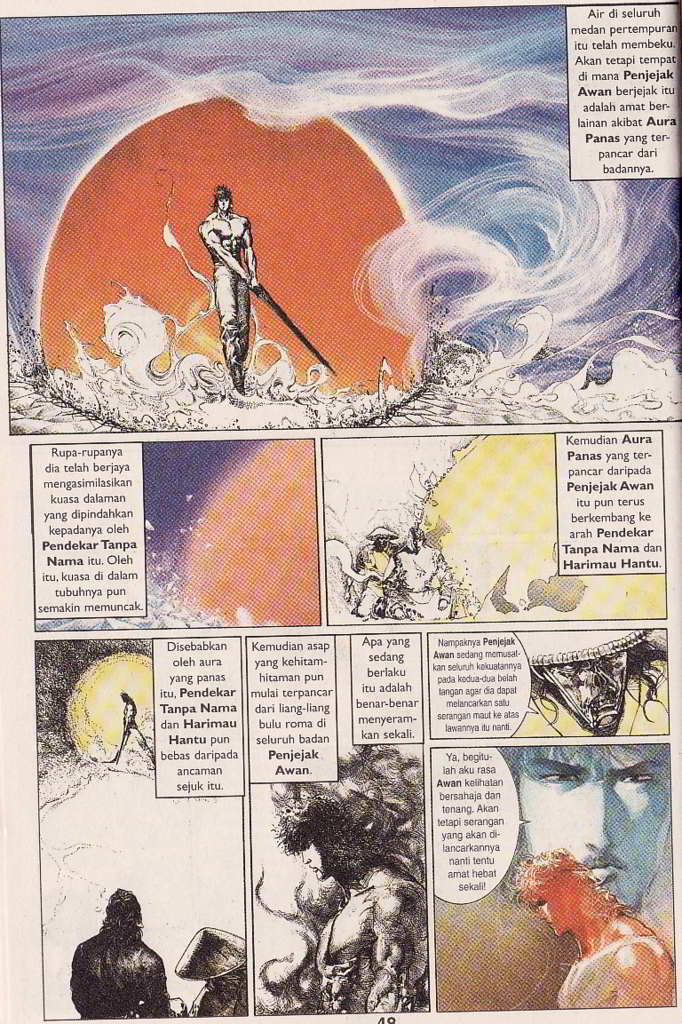 Air di seluruh
medan pertempuran
itu telah membeku.
Akan tetapi tempat
di mana Penjejak
Awan berjejak itu
adalah amat ber-
lainan akibat Aura
Panas yang ter-
pancar dari
badannya.
Rupa-rupanya
dia telah berjaya
mengasimilasikan
kuasa dalaman
yang dipindahkan
kepadanya oleh
Pendekar Tanpa
Nama itu. Oleh
itu, kuasa di dalam
tubuhnya pun
semakin memuncak.
Kemudian Aura
Panas yang ter-
pancar daripada
Penjejak Awan
itu pun terus
berkembang ke
arah Pendekar
Tanpa Nama dan
Harimau Hantu.
Disebabkan
oleh aura
yang panas
itu, Pendekar
Tanpa Nama
dan Harimau
Hantu pun
bebas daripada
ancaman
sejuk itu.
Kemudian asap
yang kehitam-
hitaman pun
mulai terpancar
dari liang-liang
bulu roma di
seluruh badan
Penjejak
Awan.
Apa yang
sedang
berlaku
itu adalah
benar-benar
menyeram-
kan sekali.
Nampaknya Penjejak
Awan sedang memusat-
kan seluruh kekuatannya
pada kedua-dua belah
tangan agar dia dapat
melancarkan satu
serangan maut ke atas
lawannya itu nanti.
Ya, begitu-
lah aku rasa
Awan kelihatan
bersahaja dan
tenang. Akan
tetapi serangan
yang akan di-
lancarkannya
nanti tentu
amat hebat
sekali!
48